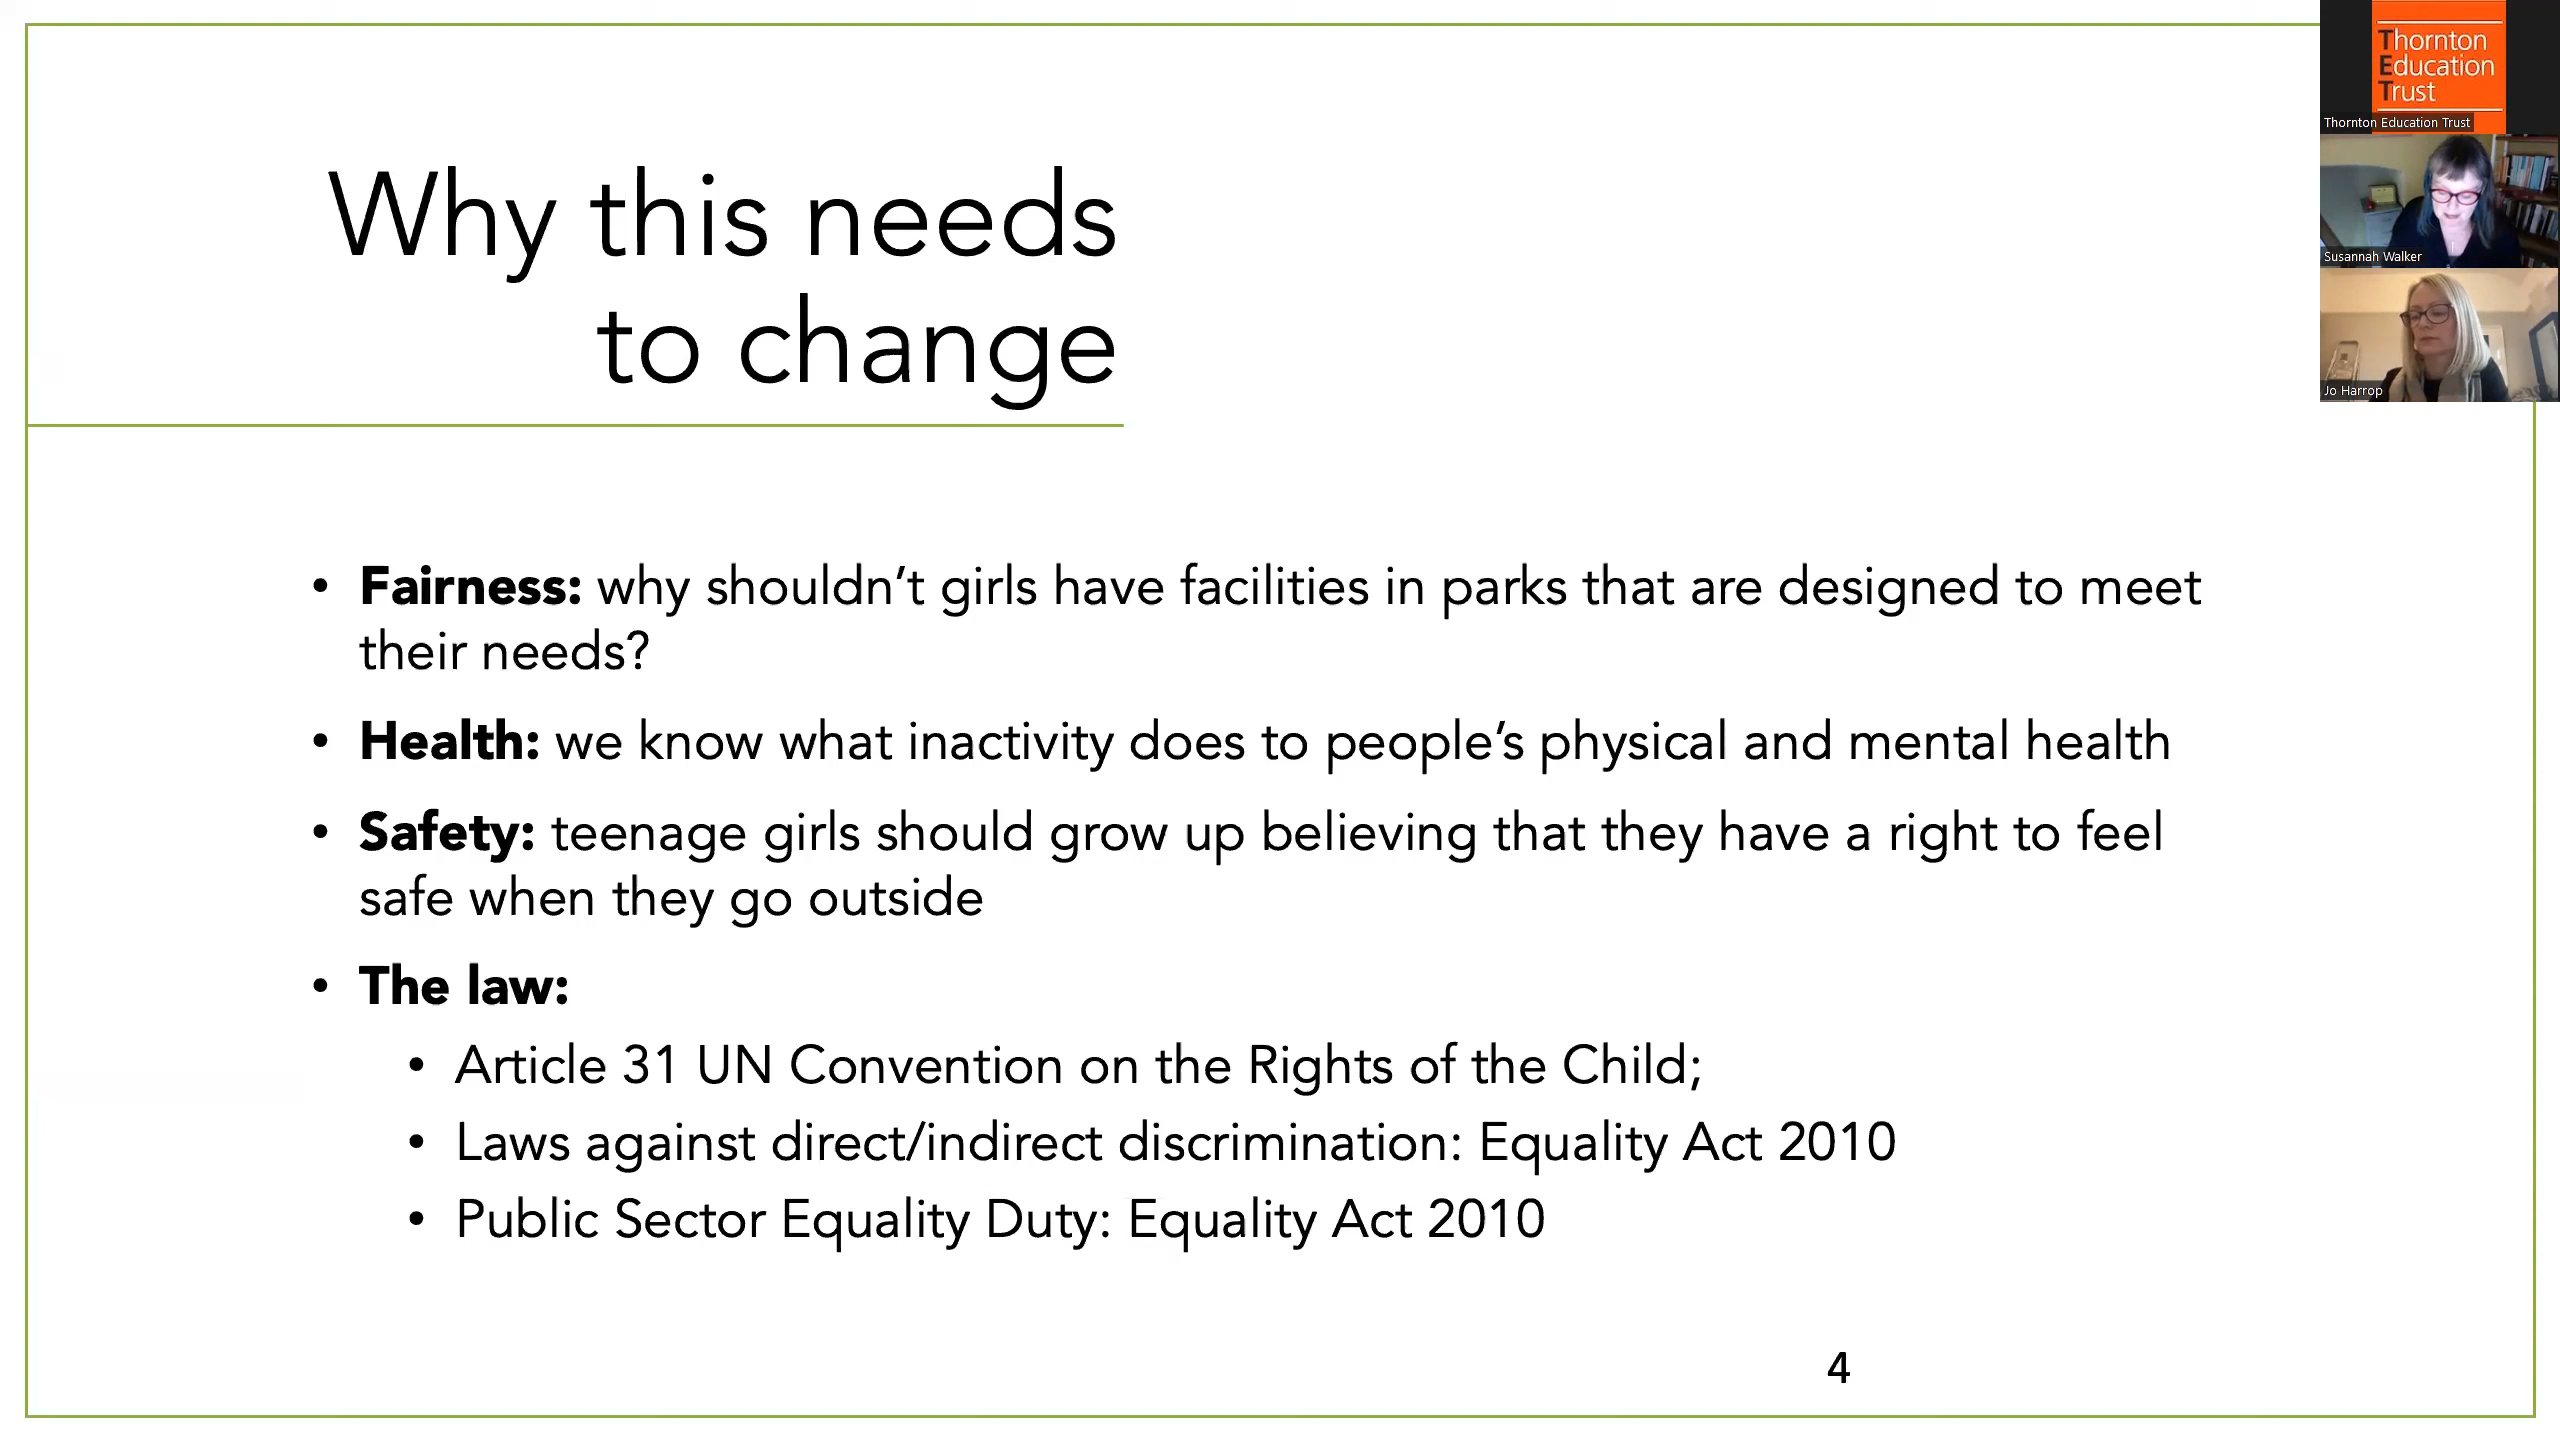 Why this needs
to change
• Fairness: why shouldn’t girls have facilities in parks that are designed to meet
their needs?
• Health: we know what inactivity does to people’s physical and mental health
• Safety: teenage girls should grow up believing that they have a right to feel
safe when they go outside
• The law:
• Article 31 UN Convention on the Rights of the Child;
• Laws against direct/indirect discrimination: Equality Act 2010
• Public Sector Equality Duty: Equality Act 2010
4
Thornton
Education
Trust
Thornton Education Trust
Susannah Walker
Jo Harrop